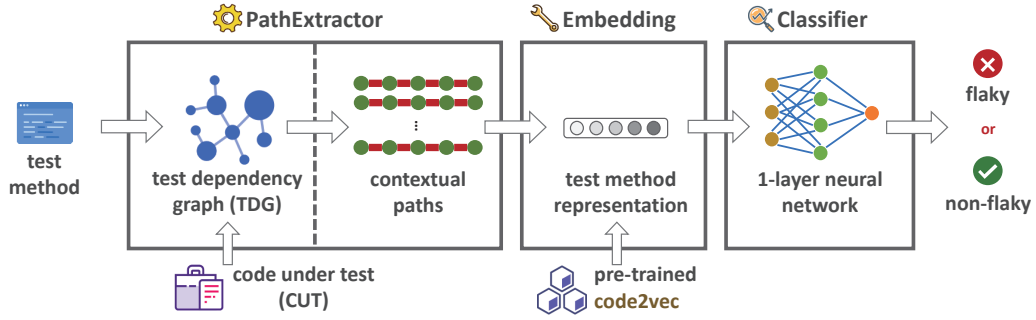 PathExtractor
Embedding
Classifier
test
method
test dependency
graph (TDG)
contextual
paths
test method
representation
1-layer neural
network
flaky
or
non-flaky
code under test
(CUT)
pre-trained
code2vec